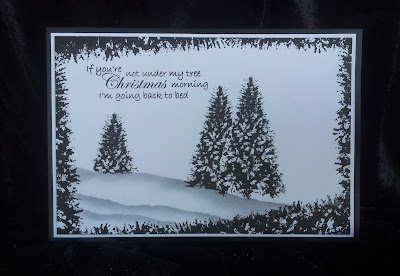 If you're
not under my tree
Christmas morning
I'm going back to bed